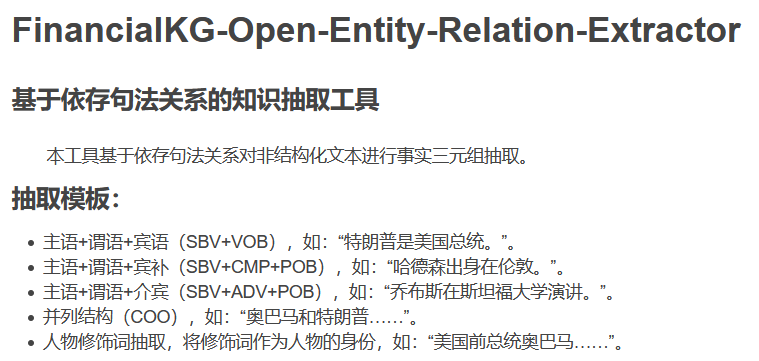 FinancialKG-Open-Entity-Relation-Extractor
基于依存句法关系的知识抽取工具
本工具基于依存句法关系对非结构化文本进行事实三元组抽取。
抽取模板：
• 主语+谓语+宾语（SBV+VOB），如：“特朗普是美国总统。”。
• 主语+谓语+宾补（SBV+CMP+POB），如：“哈德森出身在伦敦。”。
• 主语+谓语+介宾（SBV+ADV+POB），如：“乔布斯在斯坦福大学演讲。”。
• 并列结构（COO），如：“奥巴马和特朗普……”。
• 人物修饰词抽取，将修饰词作为人物的身份，如：“美国前总统奥巴马……”。